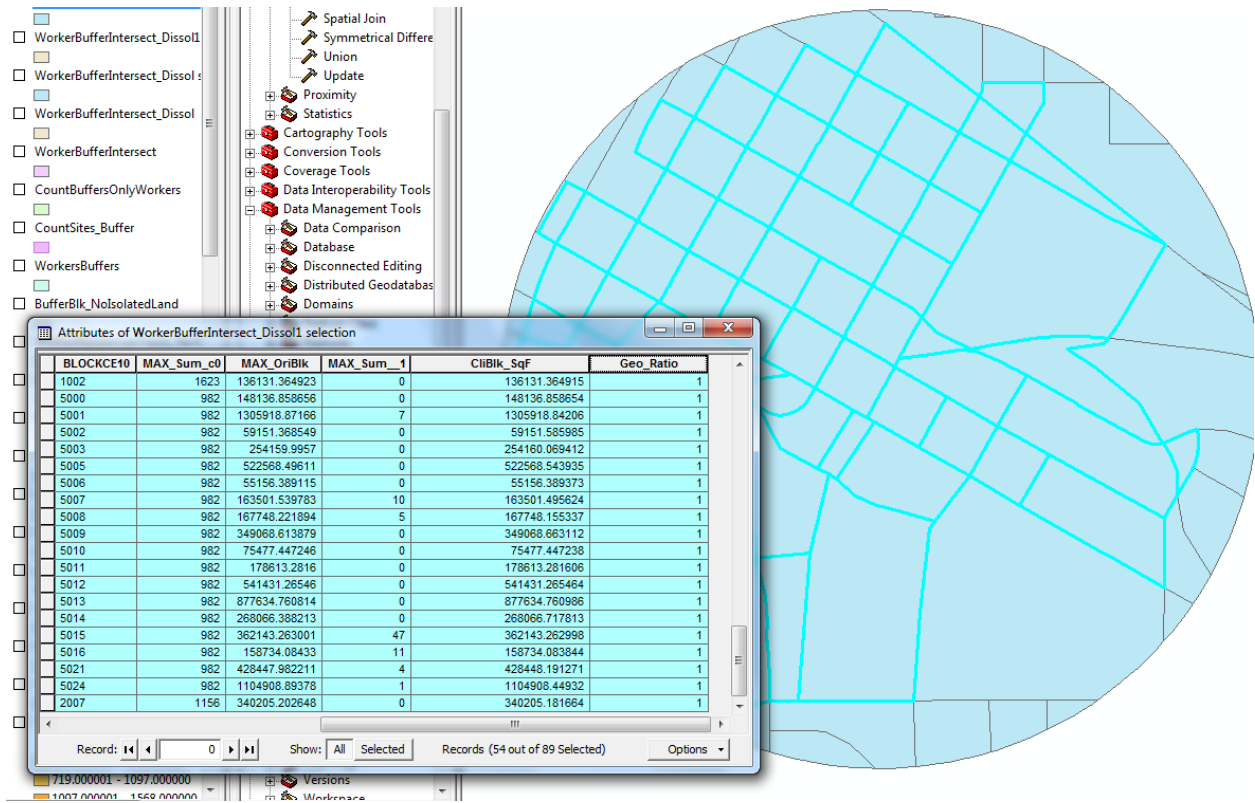 WorkerBufferIntersect_Dissol1
WorkerBufferIntersect_Dissol s
WorkerBufferIntersect_Dissol
WorkerBufferIntersect
CountBuffersOnlyWorkers
CountSites_Buffer
WorkersBuffers
BufferBlk_NoIsolatedLand
Spatial Join
Symmetrical Differe
Union
Update
Proximity
Statistics
Cartography Tools
Conversion Tools
Coverage Tools
Data Interoperability Tools
Data Management Tools
Data Comparison
Database
Disconnected Editing
Distributed Geodatabas
Domains
Attributes of WorkerBufferIntersect_Dissol1 selection
BLOCKCE10 MAX_Sum_c0 MAX_OriBlk MAX_Sum__1 CliBlk_SqF Geo_Ratio
1002 1623 136131.364923 0 136131.364915 1
5000 982 148136.858656 0 148136.858654 1
5001 982 1305918.87166 7 1305918.84206 1
5002 982 59151.368549 0 59151.585985 1
5003 982 254159.9957 0 254160.069412 1
5005 982 522568.49611 0 522568.543935 1
5006 982 55156.389115 0 55156.389373 1
5007 982 163501.539783 10 163501.495624 1
5008 982 167748.221894 5 167748.155337 1
5009 982 349068.613879 0 349068.663112 1
5010 982 75477.447246 0 75477.447238 1
5011 982 178613.2816 0 178613.281606 1
5012 982 541431.26546 0 541431.265464 1
5013 982 877634.760814 0 877634.760986 1
5014 982 268066.388213 0 268066.717813 1
5015 982 362143.263001 47 362143.262998 1
5016 982 158734.08433 11 158734.083844 1
5021 982 428447.982211 4 428448.191271 1
5024 982 1104908.89378 1 1104908.44932 1
2007 1156 340205.202648 0 340205.181664 1
Record: 0 Show: All Selected Records (54 out of 89 Selected) Options
719.000001 - 1097.000000
1097.000001 - 1568.000000
Versions
Workspace